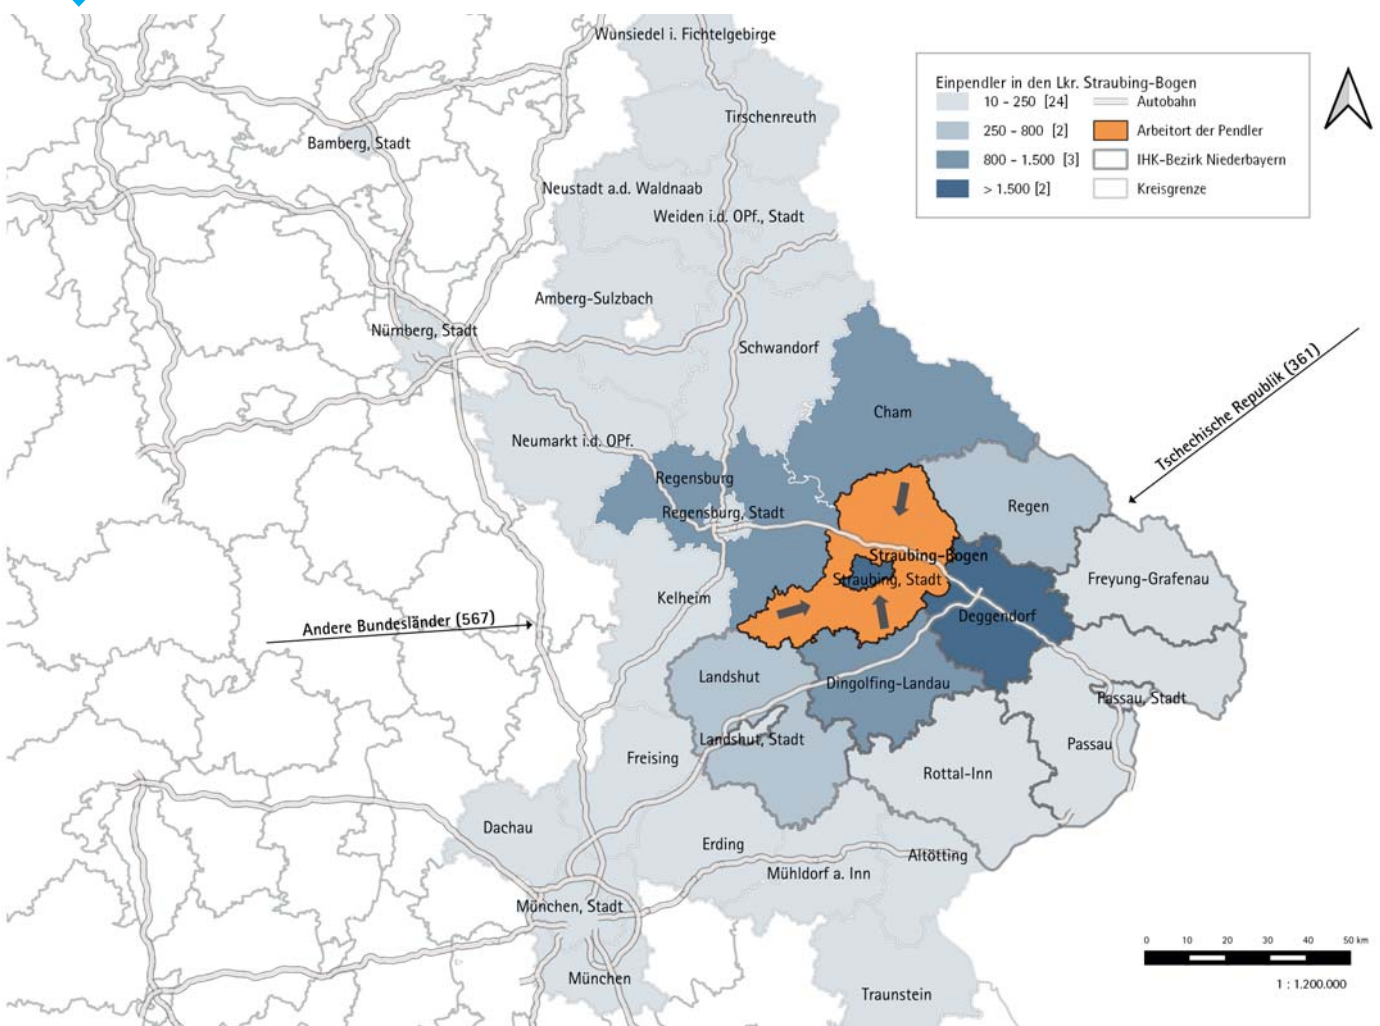 Wunsiedel i. Fichtelgebirge
Einpendler in den Lkr. Straubing-Bogen
10 - 250 [24]
Autobahn
250 - 800 [2]
Arbeitort der Pendler
800 - 1.500 [3]
IHK-Bezirk Niederbayern
> 1.500 [2]
Kreisgrenze
Tirschenreuth
Bamberg, Stadt
Neustadt a.d. Waldnaab
Weiden i.d. OPf., Stadt
Amberg-Sulzbach
Nürnberg, Stadt
Schwandorf
Tschechische Republik (361)
Cham
Neumarkt i.d. OPf.
Regensburg
Regen
Regensburg, Stadt
Straubing-Bogen
Straubing, Stadt
Freyung-Grafenau
Kelheim
Deggendorf
Andere Bundesländer (567)
Landshut
Dingolfing-Landau
Passau, Stadt
Landshut, Stadt
Passau
Freising
Rottal-Inn
Dachau
Erding
Altötting
Mühldorf a. Inn
München, Stadt
0 10 20 30 40 50 km
München
1 : 1.200.000
Traunstein